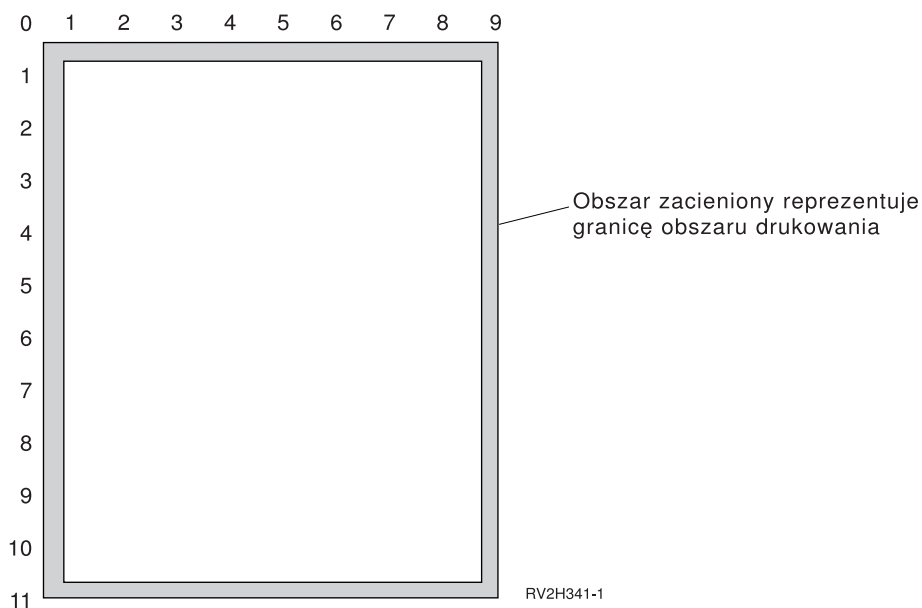 0 1 2 3 4 5 6 7 8 9
1
2
3
Obszar zacieniony reprezentuje
4
granicę obszaru drukowania
5
6
7
8
9
10
11
RV2H341-1